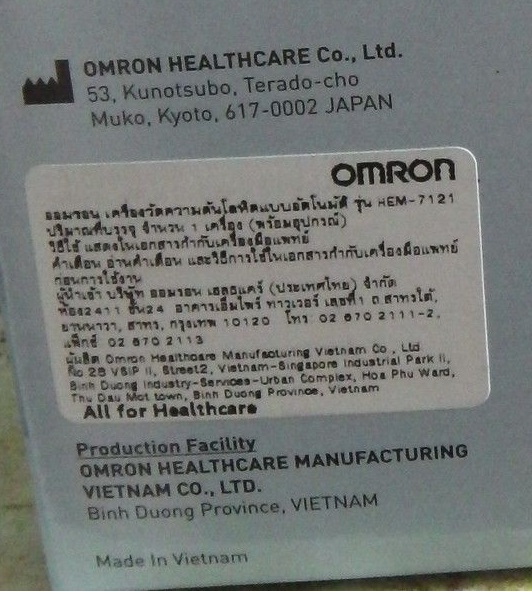 OMRON HEALTHCARE Co., Ltd.
53, Kunotsubo, Terado-cho
Muko, Kyoto, 617-0002 JAPAN
OMRON
ออมรอน เครื่องวัดความดันโลหิตแบบอัตโนมัติ รุ่น HEM-7121
ปริมาณที่บรรจุ จำนวน 1 เครื่อง (พร้อมอุปกรณ์)
วิธีใช้ แสดงในเอกสารกำกับเครื่องมือแพทย์
คำเตือน อ่านคำเตือน และวิธีการใช้ในเอกสารกำกับเครื่องมือแพทย์
ก่อนการใช้งาน
ผู้นำเข้า บริษัท ออมรอน เฮลธแคร์ (ประเทศไทย) จำกัด
ห้อง2411 ชั้น24 อาคารเอ็มไพร์ ทาวเวอร์ เลขที่1 ถ.สาทรใต้,
ยานนาวา, สาทร, กรุงเทพ 10120 โทร: 02 670 2111-2,
แฟ็กซ์ 02 670 2113
ผู้ผลิต Omron Healthcare Manufacturing Vietnam Co., Ltd
No 28 VSIP II, Street2, Vietnam-Singapore Industrial Park II,
Binh Duong Industry-Services-Urban Complex, Hoa Phu Ward,
Thu Dau Mot town, Binh Duong Province, Vietnam
All for Healthcare
Production Facility
OMRON HEALTHCARE MANUFACTURING
VIETNAM CO., LTD.
Binh Duong Province, VIETNAM
Made In Vietnam